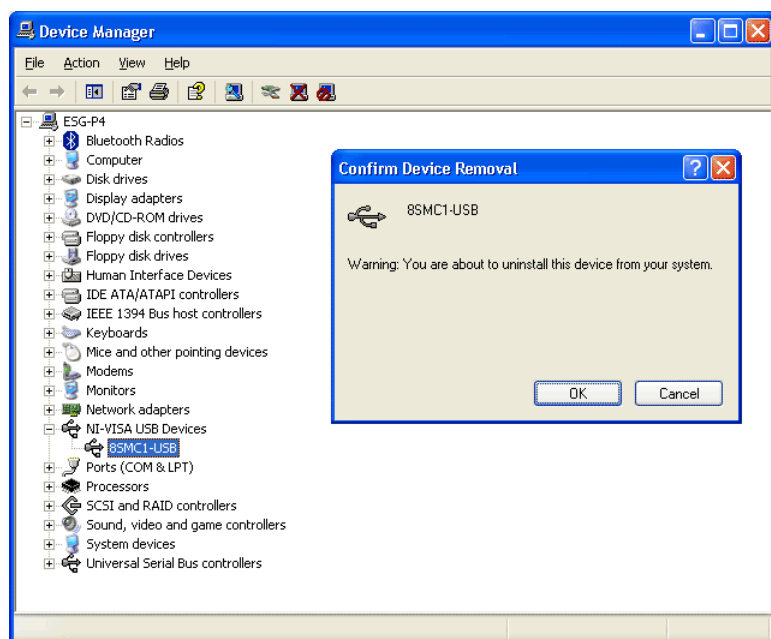 Device Manager
File Action View Help
ESG-P4
Bluetooth Radios
Computer
Disk drives
Display adapters
DVD/CD-ROM drives
Floppy disk controllers
Floppy disk drives
Human Interface Devices
IDE ATA/ATAPI controllers
IEEE 1394 Bus host controllers
Keyboards
Mice and other pointing devices
Modems
Monitors
Network adapters
NI-VISA USB Devices
8SMC1-USB
Ports (COM & LPT)
Processors
SCSI and RAID controllers
Sound, video and game controllers
System devices
Universal Serial Bus controllers
Confirm Device Removal
8SMC1-USB
Warning: You are about to uninstall this device from your system.
OK Cancel